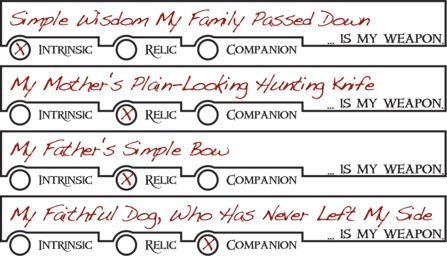 Simple Wisdom My Family Passed Down
... IS MY WEAPON.
X INTRINSIC RELIC COMPANION
My Mother's Plain-Looking Hunting Knife
... IS MY WEAPON.
INTRINSIC X RELIC COMPANION
My Father's Simple Bow
... IS MY WEAPON.
INTRINSIC X RELIC COMPANION
My Faithful Dog, Who Has Never Left My Side
... IS MY WEAPON.
INTRINSIC RELIC X COMPANION